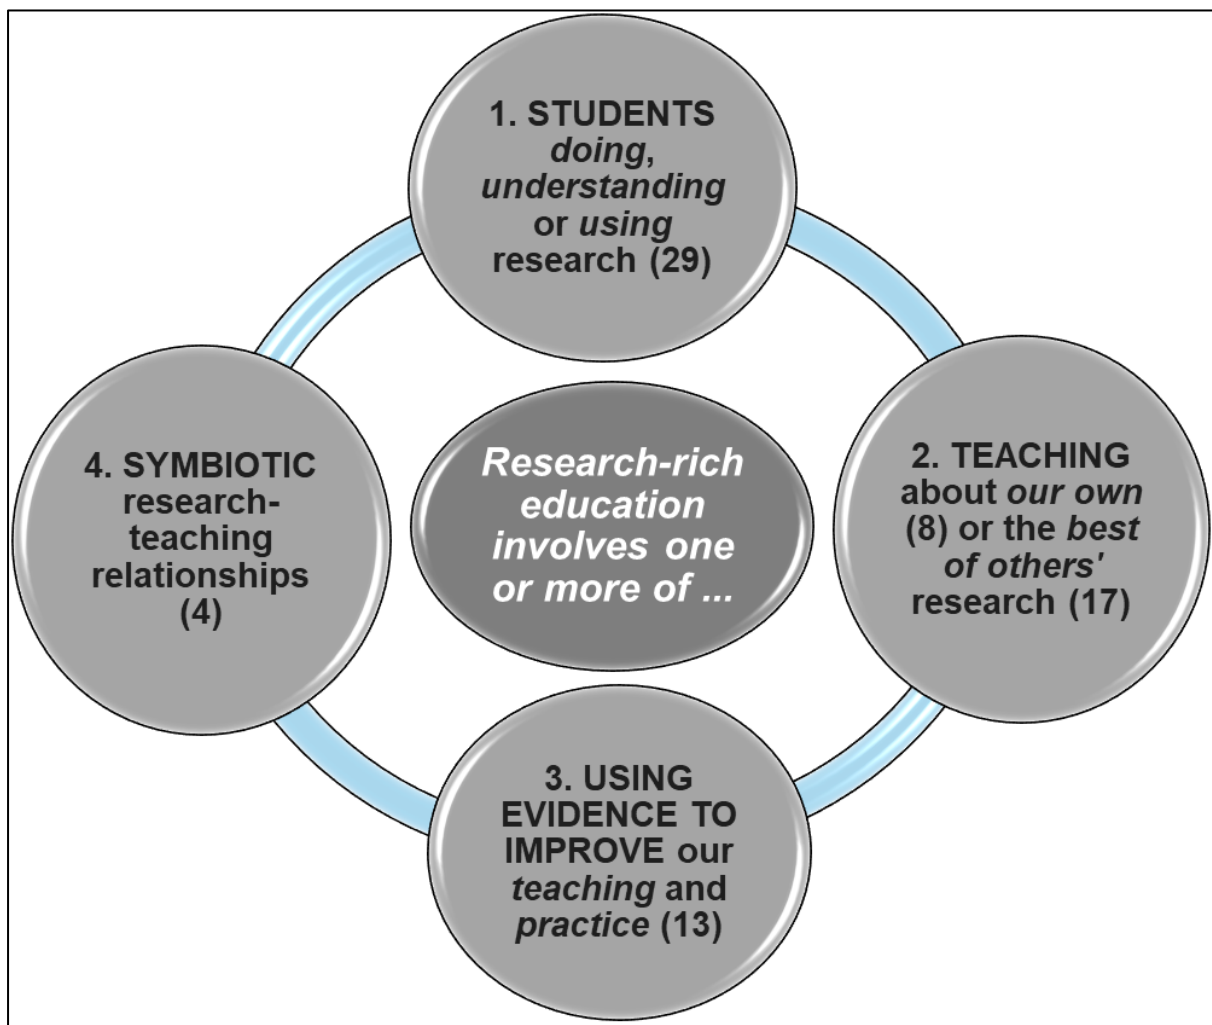 1. STUDENTS
doing,
understanding
or using
research (29)
2. TEACHING
about our own
(8) or the best
of others'
research (17)
3. USING
EVIDENCE TO
IMPROVE our
teaching and
practice (13)
4. SYMBIOTIC
research-
teaching
relationships
(4)
Research-rich
education
involves one
or more of ...